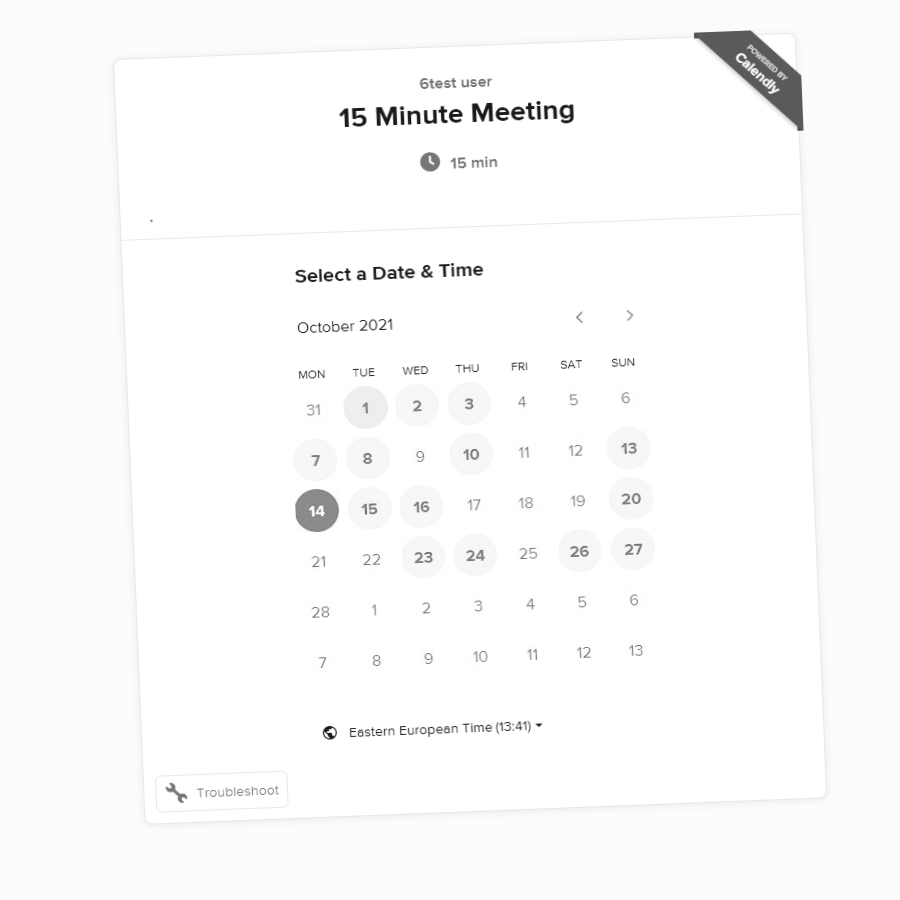 POWERED BY
Calendly
6test user
15 Minute Meeting
15 min
.
Select a Date & Time
October 2021
MON TUE WED THU FRI SAT SUN
31 1 2 3 4 5 6
7 8 9 10 11 12 13
14 15 16 17 18 19 20
21 22 23 24 25 26 27
28 1 2 3 4 5 6
7 8 9 10 11 12 13
Eastern European Time (13:41)
Troubleshoot